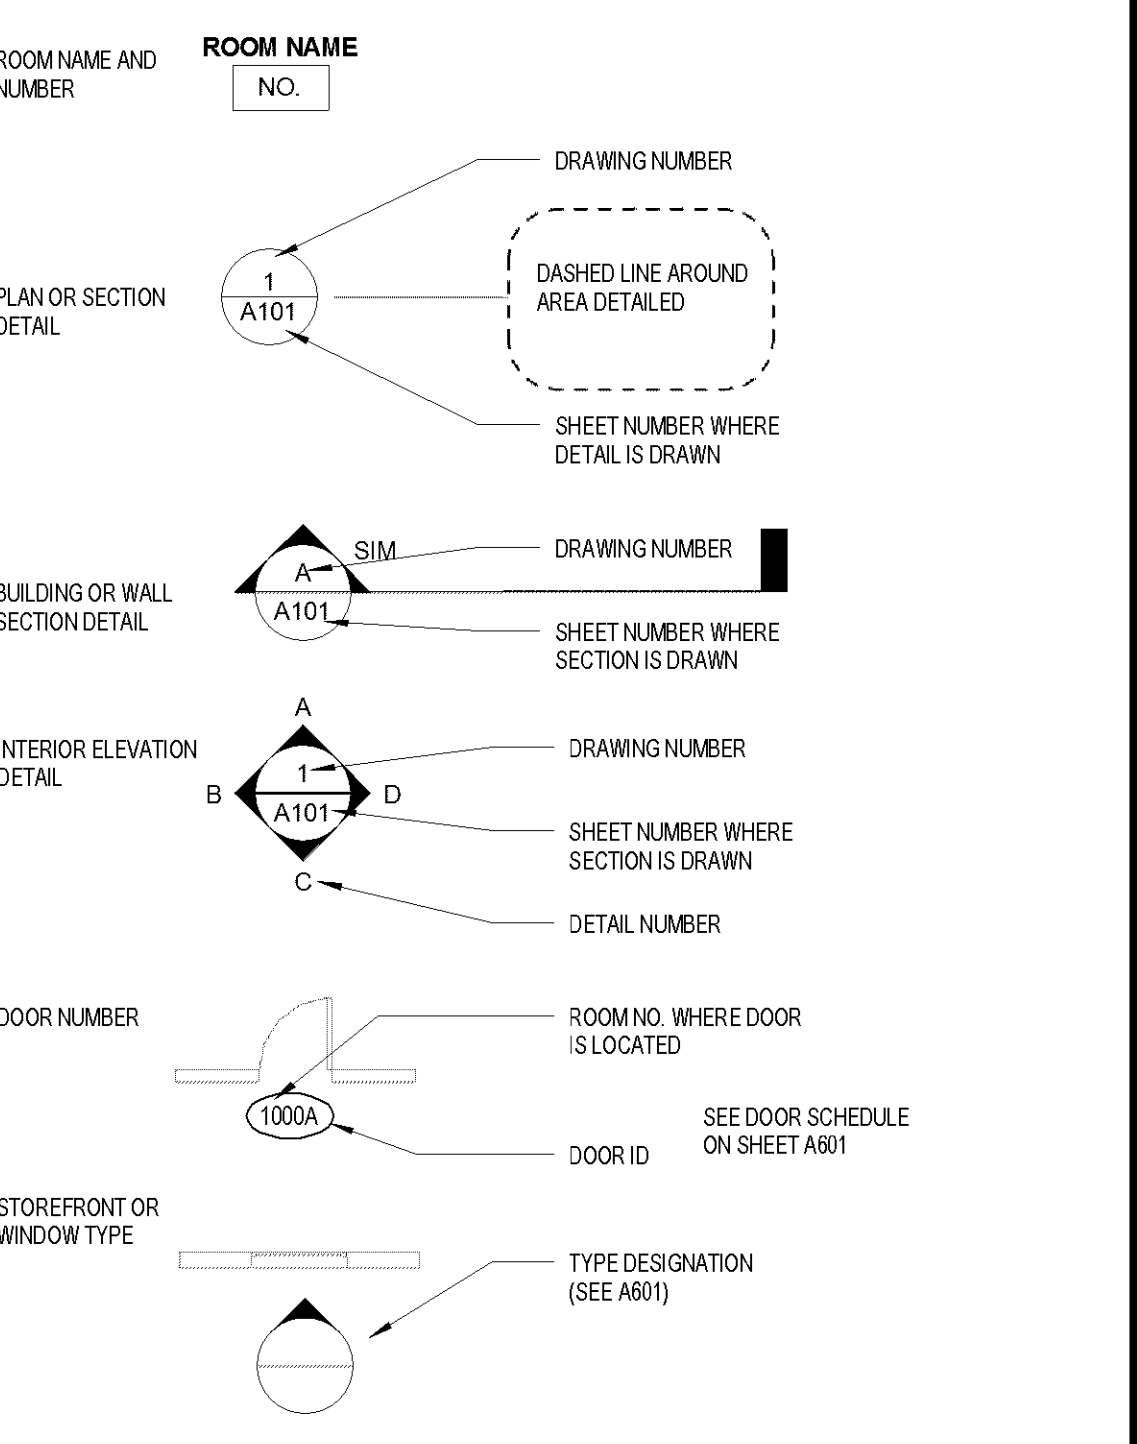 ROOM NAME AND
NUMBER
ROOM NAME
NO.
DRAWING NUMBER
PLAN OR SECTION
DETAIL
1
A101
DASHED LINE AROUND
AREA DETAILED
SHEET NUMBER WHERE
DETAIL IS DRAWN
BUILDING OR WALL
SECTION DETAIL
SIM
A
A101
DRAWING NUMBER
SHEET NUMBER WHERE
SECTION IS DRAWN
INTERIOR ELEVATION
DETAIL
A
B
1
A101
D
C
DRAWING NUMBER
SHEET NUMBER WHERE
SECTION IS DRAWN
DETAIL NUMBER
DOOR NUMBER
1000A
ROOM NO. WHERE DOOR
IS LOCATED
DOOR ID
SEE DOOR SCHEDULE
ON SHEET A601
STOREFRONT OR
WINDOW TYPE
TYPE DESIGNATION
(SEE A601)